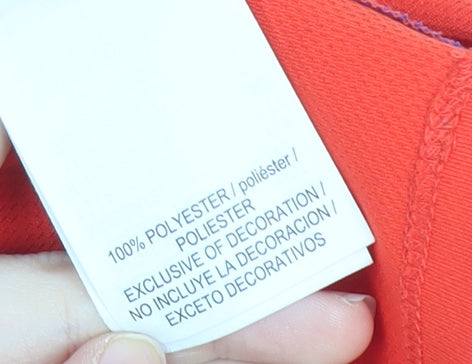 100% POLYESTER / poliéster /
POLIESTER
EXCLUSIVE OF DECORATION /
NO INCLUYE LA DECORACION /
EXCETO DECORATIVOS